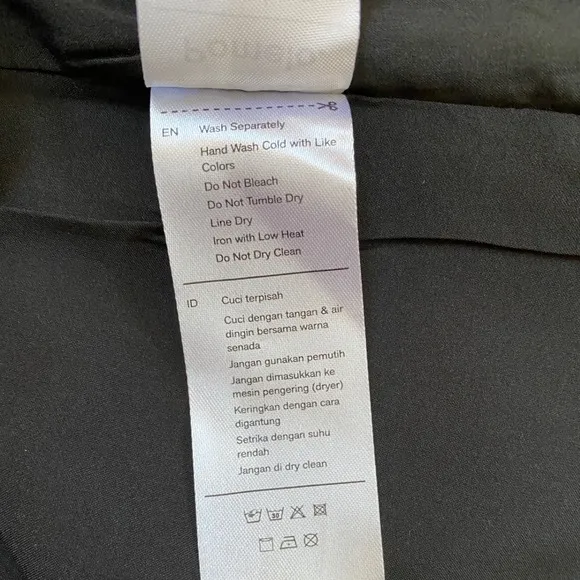 Pomelo
EN Wash Separately
Hand Wash Cold with Like
Colors
Do Not Bleach
Do Not Tumble Dry
Line Dry
Iron with Low Heat
Do Not Dry Clean
ID Cuci terpisah
Cuci dengan tangan & air
dingin bersama warna
senada
Jangan gunakan pemutih
Jangan dimasukkan ke
mesin pengering (dryer)
Keringkan dengan cara
digantung
Setrika dengan suhu
rendah
Jangan di dry clean
30